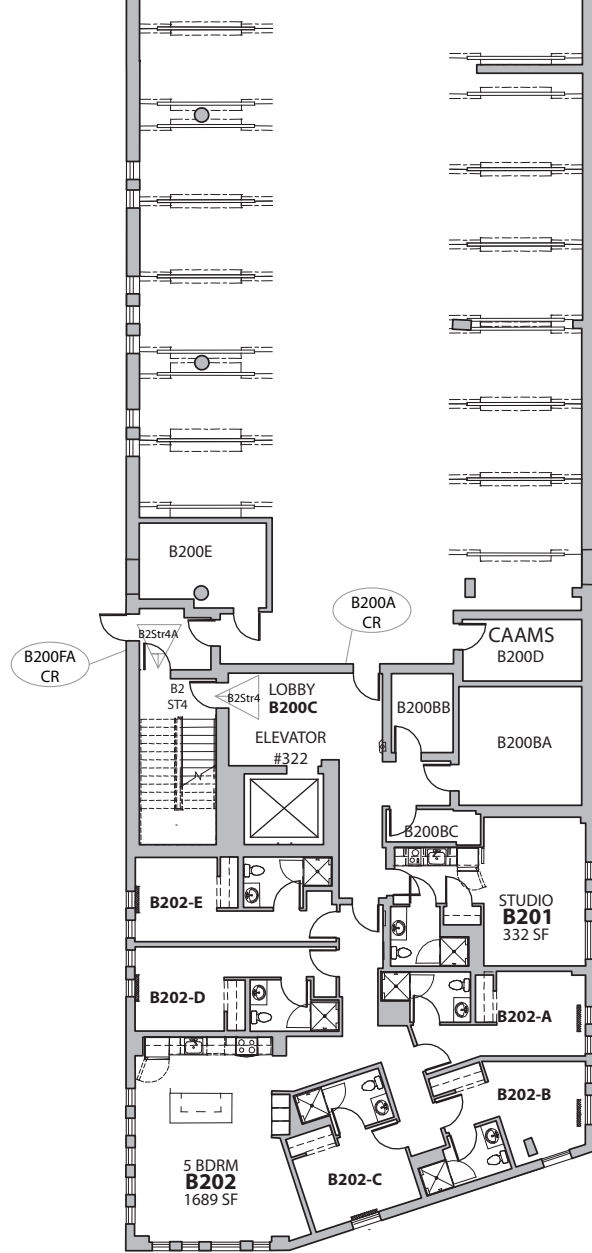 B200E
B200A
CR
B2Str4A
CAAMS
B200D
B200FA
CR
B2
ST4
B2Str4
LOBBY
B200C
B200BB
ELEVATOR
#322
B200BA
N
B200BC
B202-E
STUDIO
B201
332 SF
B202-D
B202-A
B202-B
5 BDRM
B202
1689 SF
B202-C